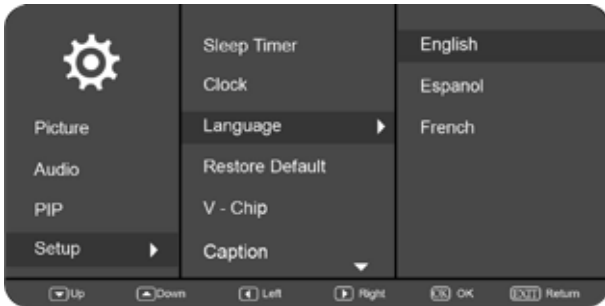 Picture
Audio
PIP
Setup
Sleep Timer
Clock
Language
Restore Default
V - Chip
Caption
English
Espanol
French
Up Down Left Right OK OK EXIT Return